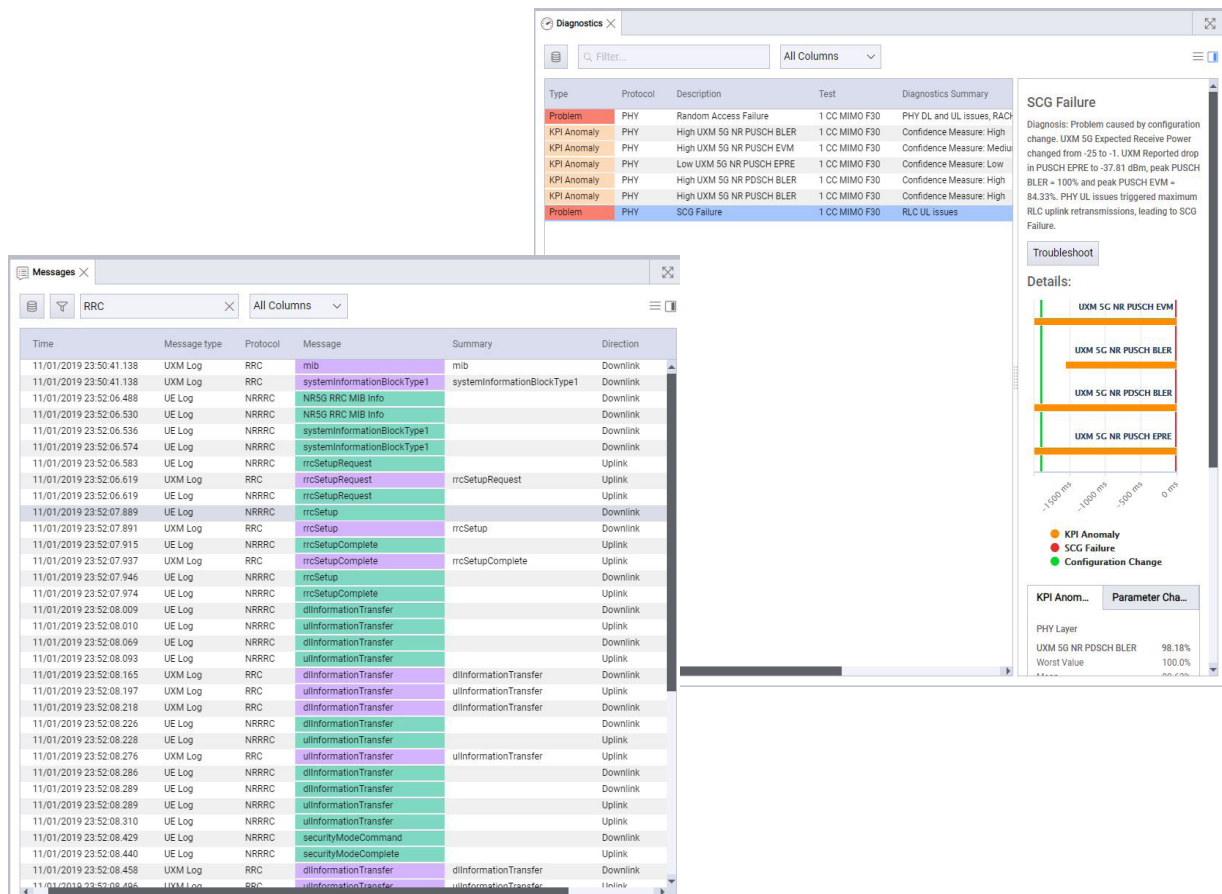 Diagnostics
Filter...
All Columns
Type Protocol Description Test Diagnostics Summary
Problem PHY Random Access Failure 1 CC MIMO F30 PHY DL and UL issues, RACH
KPI Anomaly PHY High UXM 5G NR PUSCH BLER 1 CC MIMO F30 Confidence Measure: High
KPI Anomaly PHY High UXM 5G NR PUSCH EVM 1 CC MIMO F30 Confidence Measure: Mediu
KPI Anomaly PHY Low UXM 5G NR PUSCH EPRE 1 CC MIMO F30 Confidence Measure: Low
KPI Anomaly PHY High UXM 5G NR PDSCH BLER 1 CC MIMO F30 Confidence Measure: High
KPI Anomaly PHY High UXM 5G NR PUSCH BLER 1 CC MIMO F30 Confidence Measure: High
Problem PHY SCG Failure 1 CC MIMO F30 RLC UL issues
SCG Failure
Diagnosis: Problem caused by configuration
change. UXM 5G Expected Receive Power
changed from -25 to -1. UXM Reported drop
in PUSCH EPRE to -37.81 dBm, peak PUSCH
BLER = 100% and peak PUSCH EVM =
84.33%. PHY UL issues triggered maximum
RLC uplink retransmissions, leading to SCG
Failure.
Troubleshoot
Details:
UXM 5G NR PUSCH EVM
UXM 5G NR PUSCH BLER
UXM 5G NR PDSCH BLER
UXM 5G NR PUSCH EPRE
-1500 ms -1000 ms -500 ms 0 ms
KPI Anomaly
SCG Failure
Configuration Change
KPI Anom... Parameter Cha...
PHY Layer
UXM 5G NR PDSCH BLER 98.18%
Worst Value 100.0%
Messages
RRC
All Columns
Time Message type Protocol Message Summary Direction
11/01/2019 23:50:41.138 UXM Log RRC mib mib Downlink
11/01/2019 23:50:41.138 UXM Log RRC systemInformationBlockType1 systemInformationBlockType1 Downlink
11/01/2019 23:52:06.488 UE Log NRRRC NR5G RRC MIB Info Downlink
11/01/2019 23:52:06.530 UE Log NRRRC NR5G RRC MIB Info Downlink
11/01/2019 23:52:06.536 UE Log NRRRC systemInformationBlockType1 Downlink
11/01/2019 23:52:06.574 UE Log NRRRC systemInformationBlockType1 Downlink
11/01/2019 23:52:06.583 UE Log NRRRC rrcSetupRequest Uplink
11/01/2019 23:52:06.619 UXM Log RRC rrcSetupRequest rrcSetupRequest Uplink
11/01/2019 23:52:06.619 UE Log NRRRC rrcSetupRequest Uplink
11/01/2019 23:52:07.889 UE Log NRRRC rrcSetup Downlink
11/01/2019 23:52:07.891 UXM Log RRC rrcSetup rrcSetup Downlink
11/01/2019 23:52:07.915 UE Log NRRRC rrcSetupComplete Uplink
11/01/2019 23:52:07.937 UXM Log RRC rrcSetupComplete rrcSetupComplete Uplink
11/01/2019 23:52:07.946 UE Log NRRRC rrcSetup Downlink
11/01/2019 23:52:07.974 UE Log NRRRC rrcSetupComplete Uplink
11/01/2019 23:52:08.009 UE Log NRRRC dlInformationTransfer Downlink
11/01/2019 23:52:08.010 UE Log NRRRC ulInformationTransfer Uplink
11/01/2019 23:52:08.069 UE Log NRRRC dlInformationTransfer Downlink
11/01/2019 23:52:08.093 UE Log NRRRC ulInformationTransfer Uplink
11/01/2019 23:52:08.165 UXM Log RRC dlInformationTransfer dlInformationTransfer Downlink
11/01/2019 23:52:08.197 UXM Log RRC ulInformationTransfer ulInformationTransfer Uplink
11/01/2019 23:52:08.218 UXM Log RRC dlInformationTransfer dlInformationTransfer Downlink
11/01/2019 23:52:08.226 UE Log NRRRC dlInformationTransfer Downlink
11/01/2019 23:52:08.228 UE Log NRRRC ulInformationTransfer Uplink
11/01/2019 23:52:08.276 UXM Log RRC ulInformationTransfer ulInformationTransfer Uplink
11/01/2019 23:52:08.286 UE Log NRRRC dlInformationTransfer Downlink
11/01/2019 23:52:08.289 UE Log NRRRC dlInformationTransfer Downlink
11/01/2019 23:52:08.289 UE Log NRRRC ulInformationTransfer Uplink
11/01/2019 23:52:08.310 UE Log NRRRC ulInformationTransfer Uplink
11/01/2019 23:52:08.429 UE Log NRRRC securityModeCommand Downlink
11/01/2019 23:52:08.440 UE Log NRRRC securityModeComplete Uplink
11/01/2019 23:52:08.458 UXM Log RRC dlInformationTransfer dlInformationTransfer Downlink
11/01/2019 23:52:08.496 UXM Log RRC ulInformationTransfer ulInformationTransfer Uplink